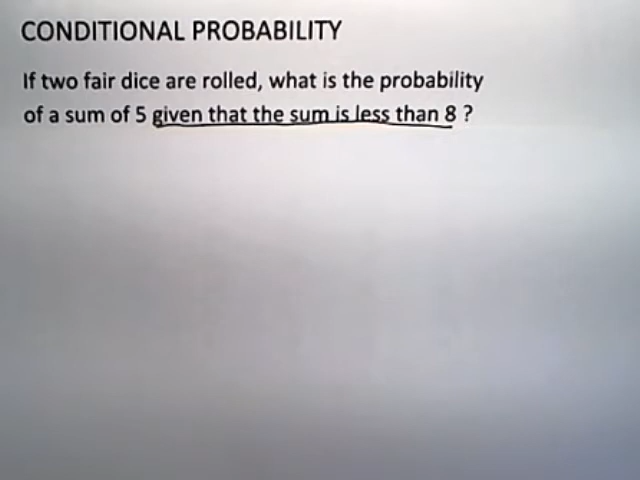 CONDITIONAL PROBABILITY
If two fair dice are rolled, what is the probability
of a sum of 5 given that the sum is less than 8 ?